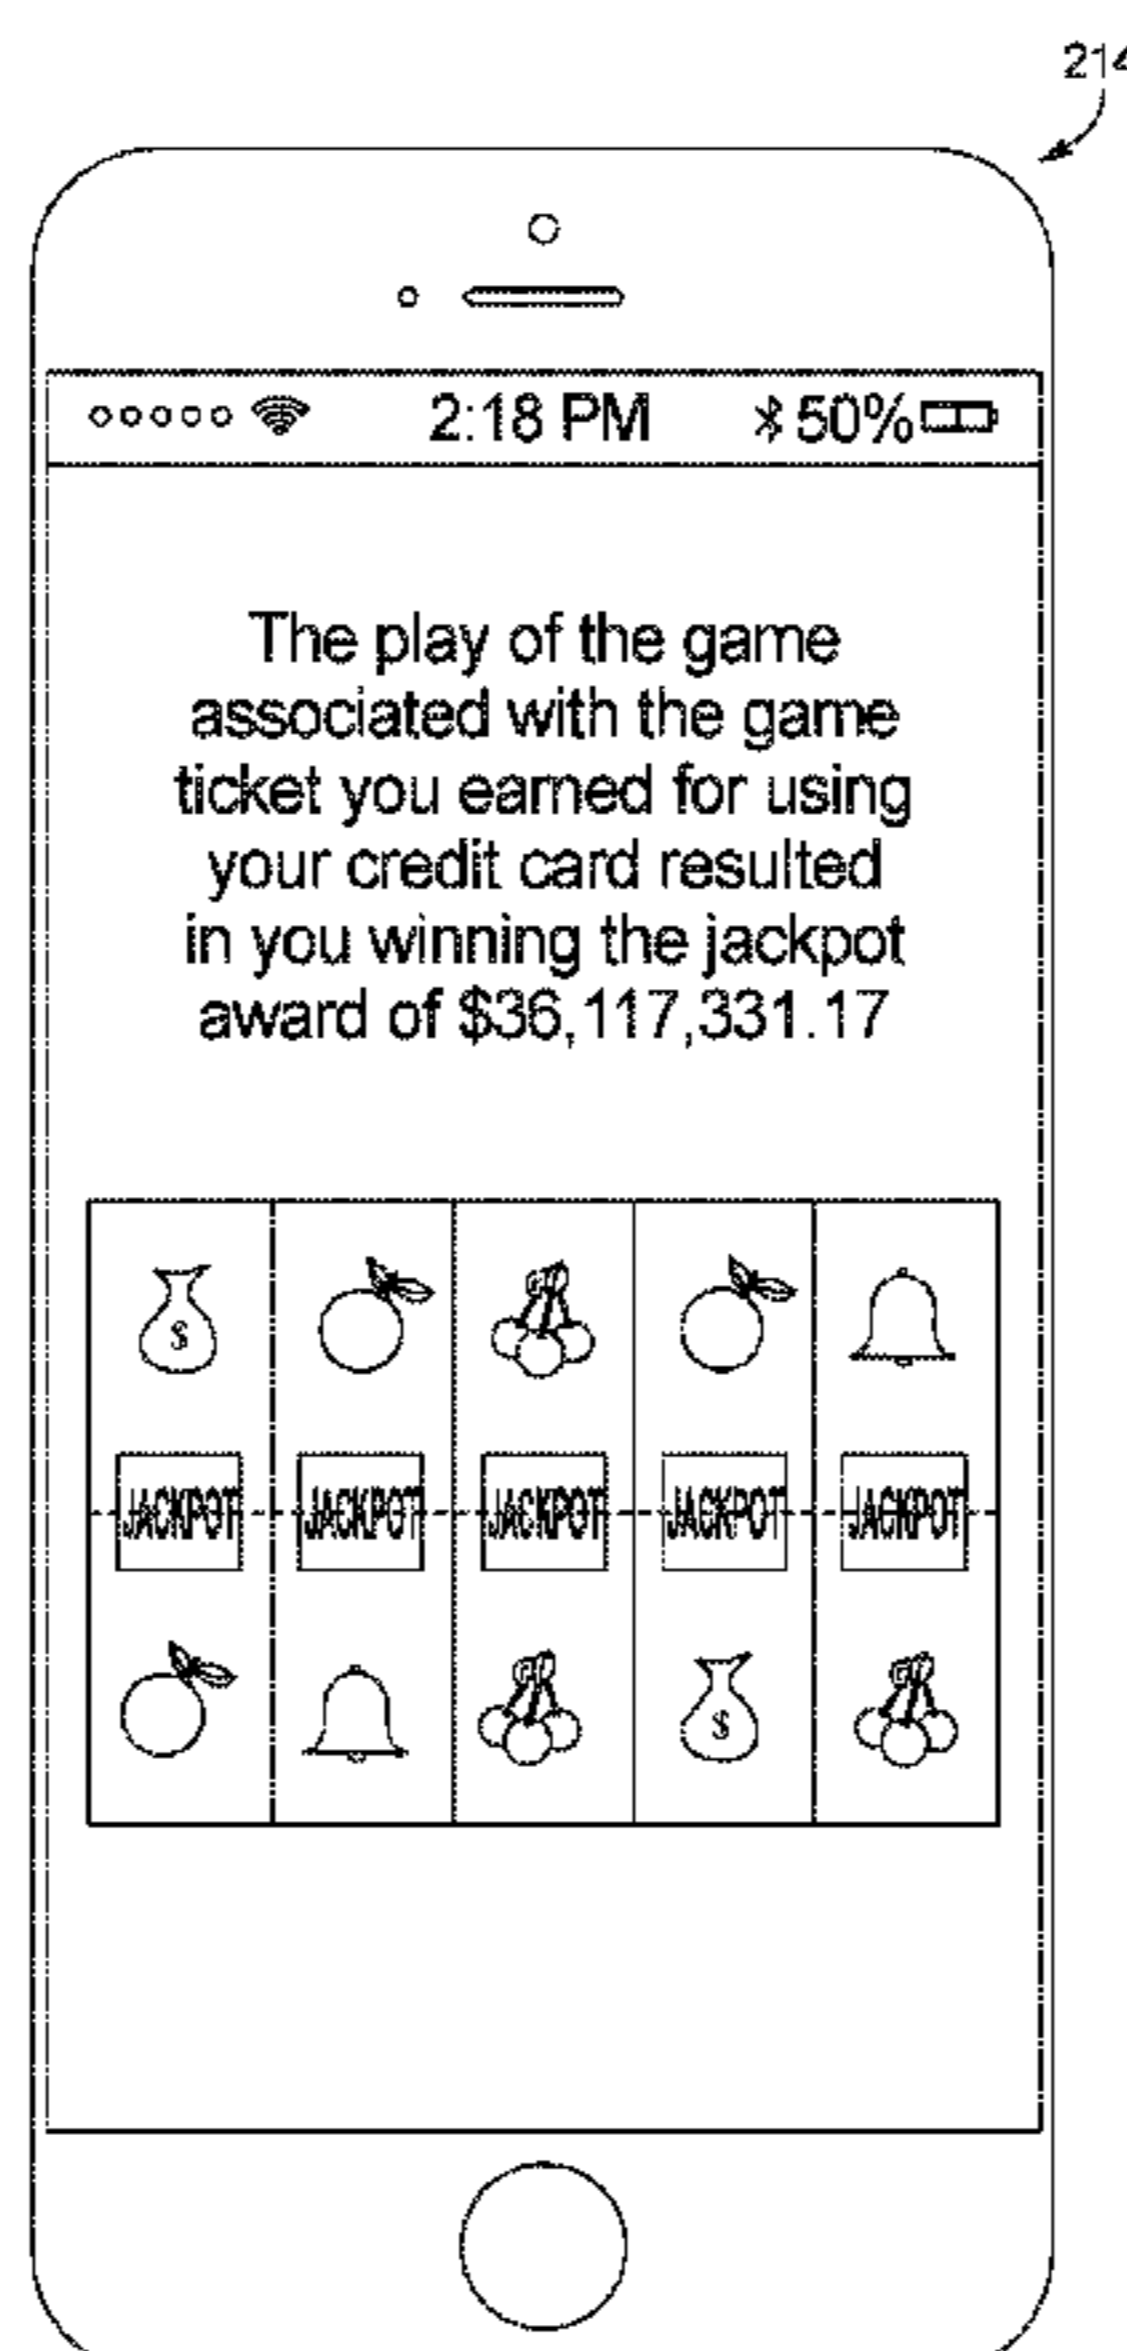 214
2:18 PM 50%
The play of the game
associated with the game
ticket you earned for using
your credit card resulted
in you winning the jackpot
award of $36,117,331.17
$
JACKPOT JACKPOT JACKPOT JACKPOT JACKPOT
$